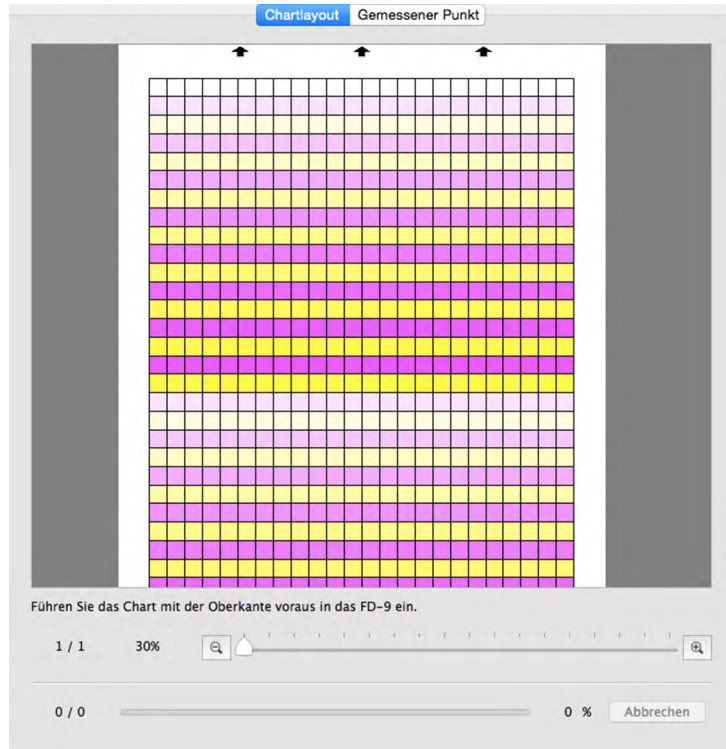 Chartlayout Gemessener Punkt
Führen Sie das Chart mit der Oberkante voraus in das FD-9 ein.
1 / 1 30%
0 / 0 0 % Abbrechen